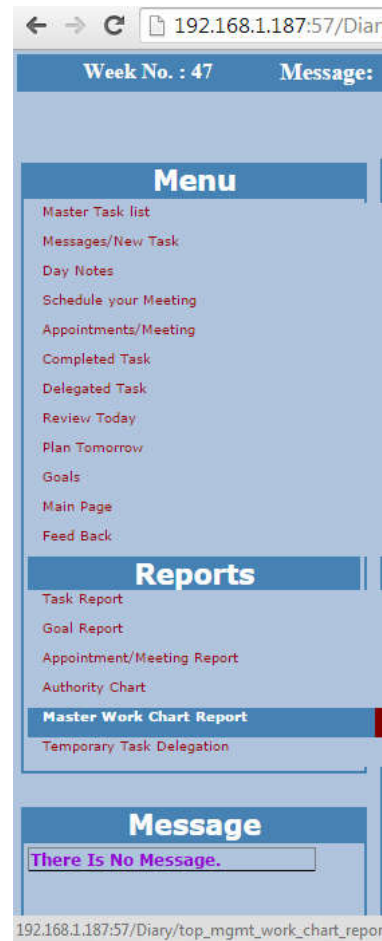 192.168.1.187:57/Diar
Week No. : 47 Message:
Menu
Master Task list
Messages/New Task
Day Notes
Schedule your Meeting
Appointments/Meeting
Completed Task
Delegated Task
Review Today
Plan Tomorrow
Goals
Main Page
Feed Back
Reports
Task Report
Goal Report
Appointment/Meeting Report
Authority Chart
Master Work Chart Report
Temporary Task Delegation
Message
There Is No Message.
192.168.1.187:57/Diary/top_mgmt_work_chart_repor